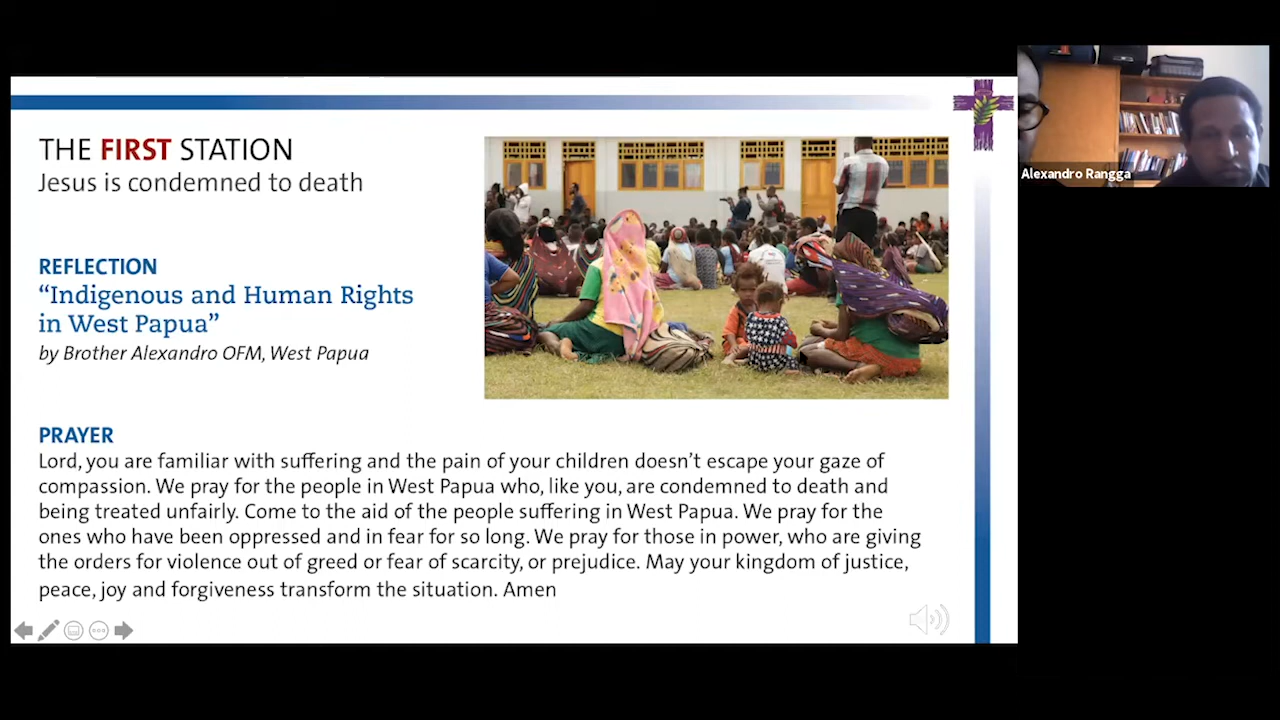 THE FIRST STATION
Jesus is condemned to death
REFLECTION
“Indigenous and Human Rights
in West Papua”
by Brother Alexandro OFM, West Papua
PRAYER
Lord, you are familiar with suffering and the pain of your children doesn’t escape your gaze of
compassion. We pray for the people in West Papua who, like you, are condemned to death and
being treated unfairly. Come to the aid of the people suffering in West Papua. We pray for the
ones who have been oppressed and in fear for so long. We pray for those in power, who are giving
the orders for violence out of greed or fear of scarcity, or prejudice. May your kingdom of justice,
peace, joy and forgiveness transform the situation. Amen
Alexandro Rangga